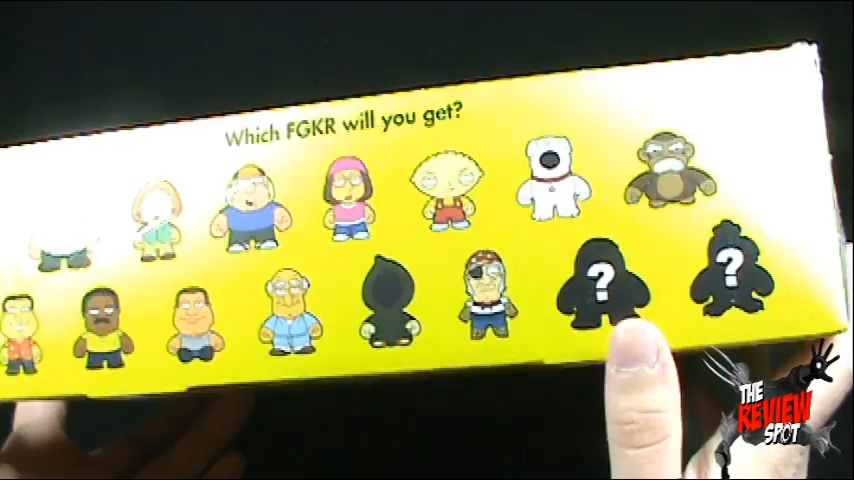 Which FGKR will you get?
?
?
THE
REVIEW
SPOT